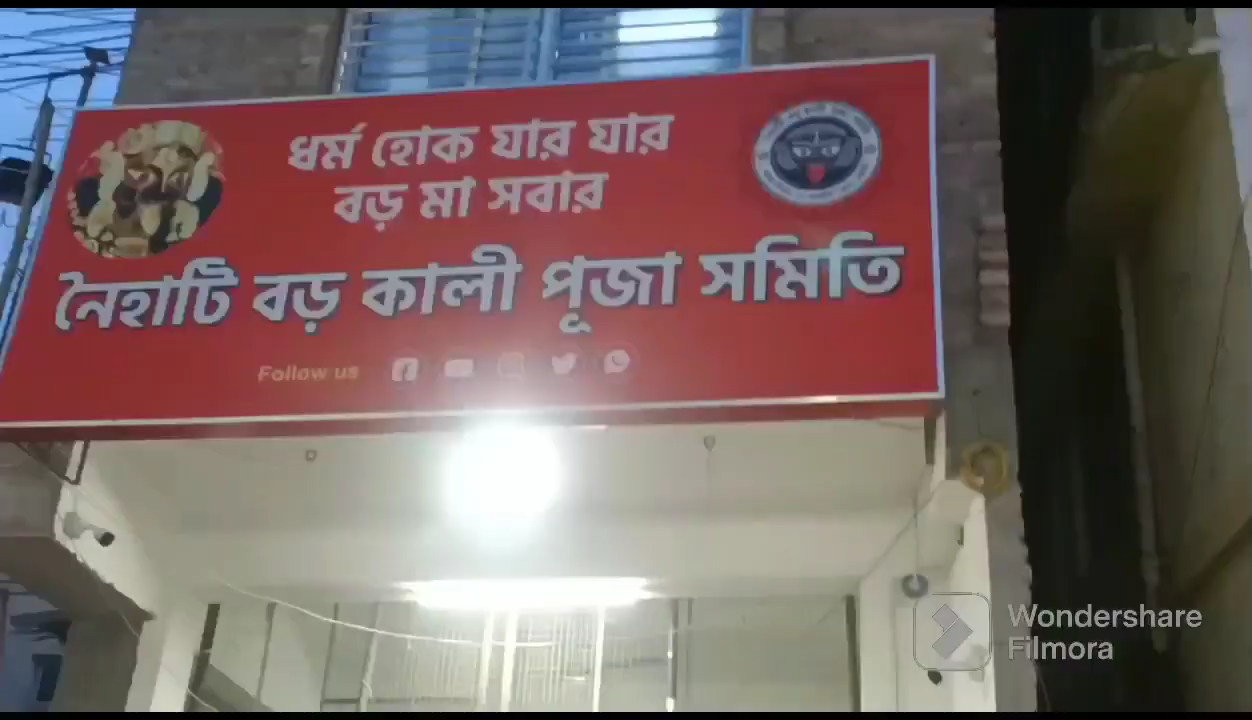 ধর্ম হোক যার যার
বড় মা সবার
নৈহাটি বড় কালী পূজা সমিতি
Follow us
Wondershare
Filmora